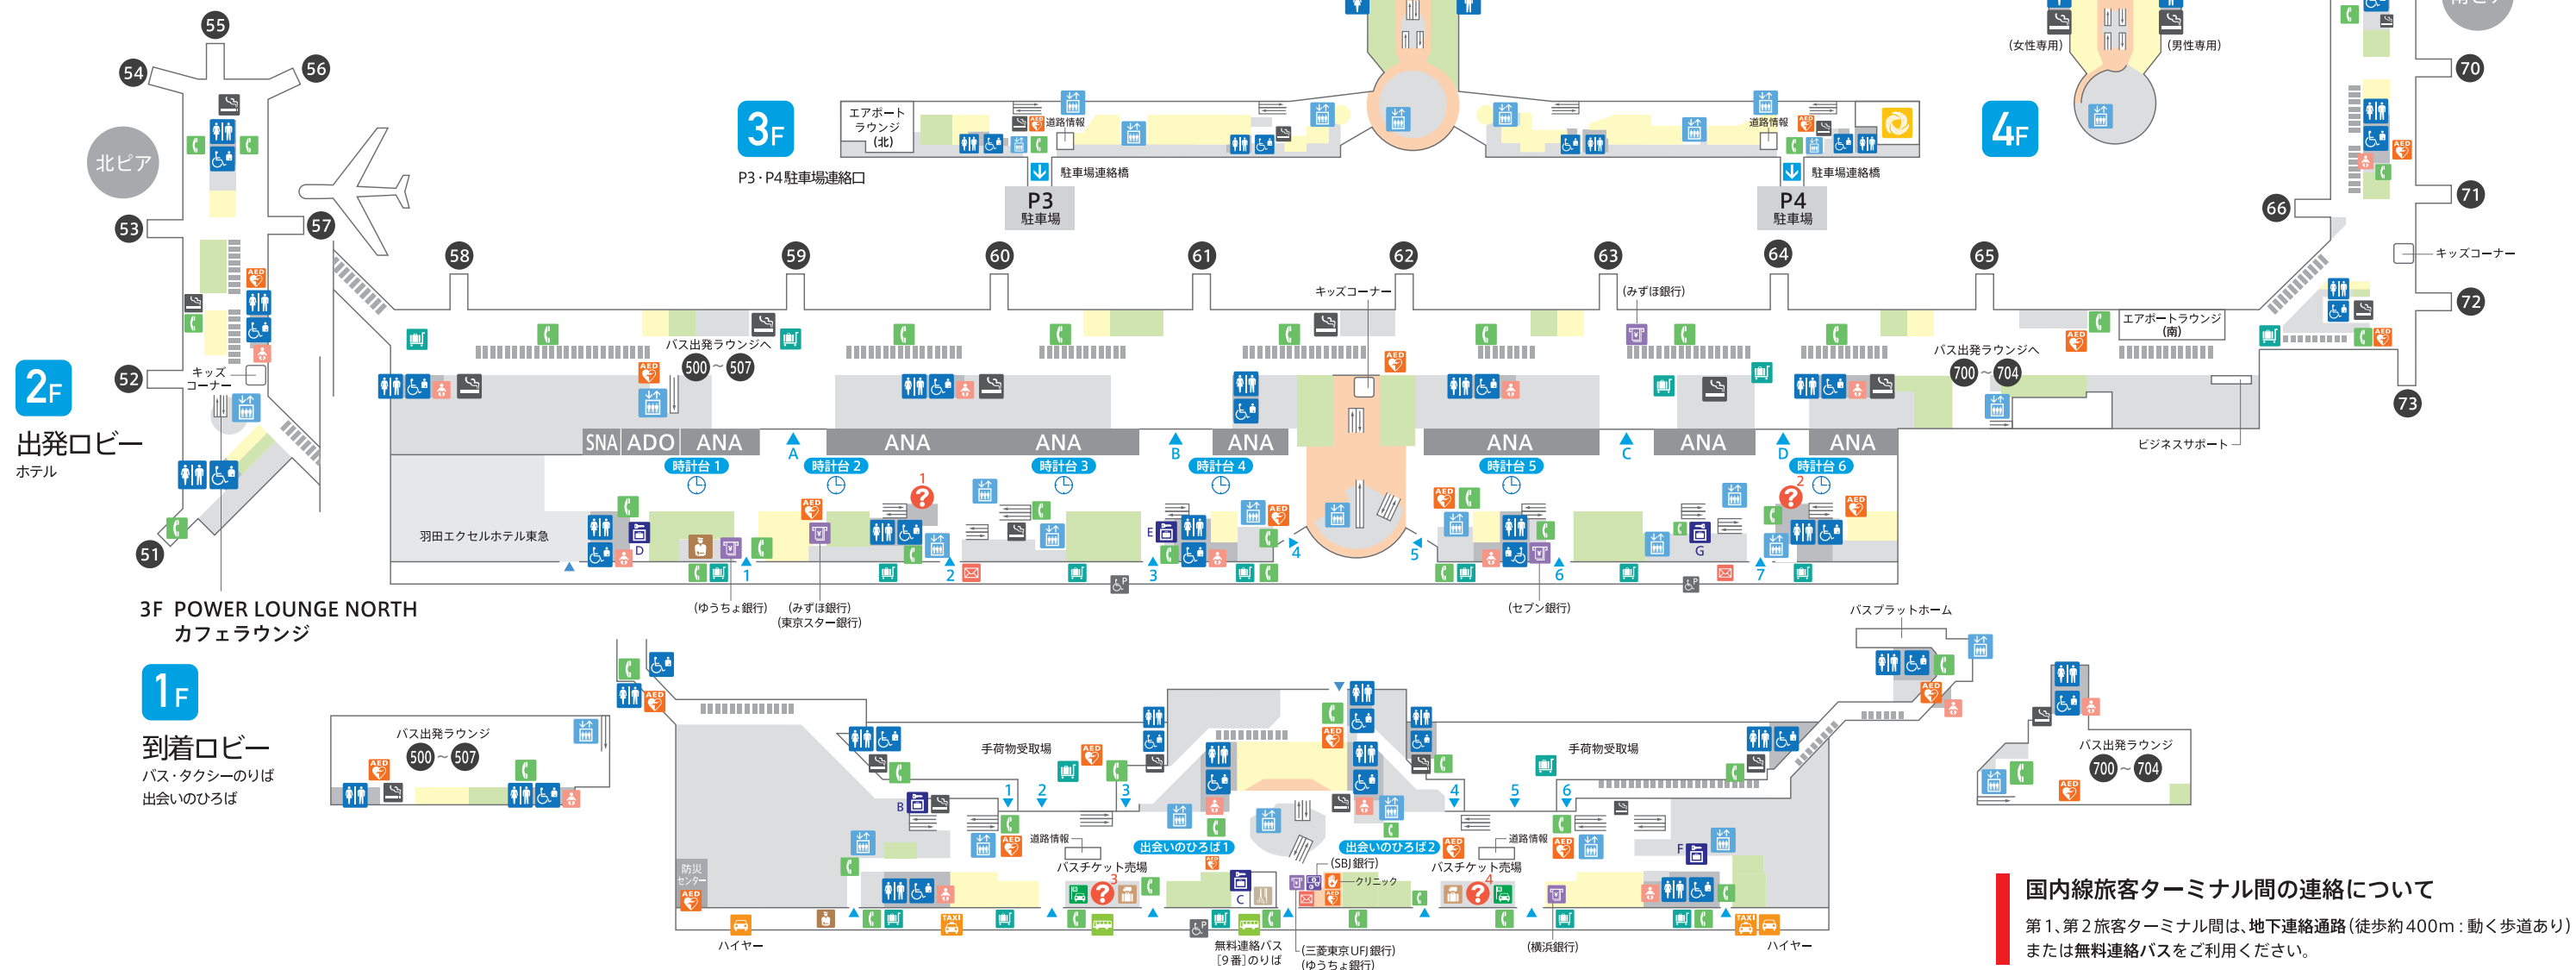 55
54
56
北ピア
53
57
52
キッズ
コーナー
51
3F POWER LOUNGE NORTH
カフェラウンジ
2F
出発ロビー
ホテル
3F
P3・P4駐車場連絡口
エアポート
ラウンジ
(北)
AED
道路情報
駐車場連絡橋
P3
駐車場
道路情報
AED
駐車場連絡橋
P4
駐車場
4F
(女性専用)
(男性専用)
70
71
66
キッズコーナー
72
73
58
59
60
61
62
63
64
65
キッズコーナー
(みずほ銀行)
エアポートラウンジ
(南)
バス出発ラウンジへ
500 ~ 507
バス出発ラウンジへ
700 ~ 704
ビジネスサポート
SNA
ADO
ANA
A
ANA
ANA
B
ANA
ANA
C
ANA
D
ANA
時計台1
時計台2
時計台3
時計台4
時計台5
時計台6
羽田エクセルホテル東急
D
1
E
G
2
1
2
3
4
5
6
7
(ゆうちょ銀行)
(みずほ銀行)
(東京スター銀行)
(セブン銀行)
1F
到着ロビー
バス・タクシーのりば
出会いのひろば
バス出発ラウンジ
500 ~ 507
手荷物受取場
手荷物受取場
バスプラットホーム
バス出発ラウンジ
700 ~ 704
B
1
2
3
4
5
6
道路情報
バスチケット売場
3
出会いのひろば1
出会いのひろば2
道路情報
バスチケット売場
4
F
防災
センター
AED
C
(SBJ銀行)
クリニック
ハイヤー
TAXI
無料連絡バス
[9番]のりば
(三菱東京UFJ銀行)
(ゆうちょ銀行)
(横浜銀行)
TAXI
ハイヤー
国内線旅客ターミナル間の連絡について
第1、第2旅客ターミナル間は、地下連絡通路(徒歩約400m:動く歩道あり)
または無料連絡バスをご利用ください。